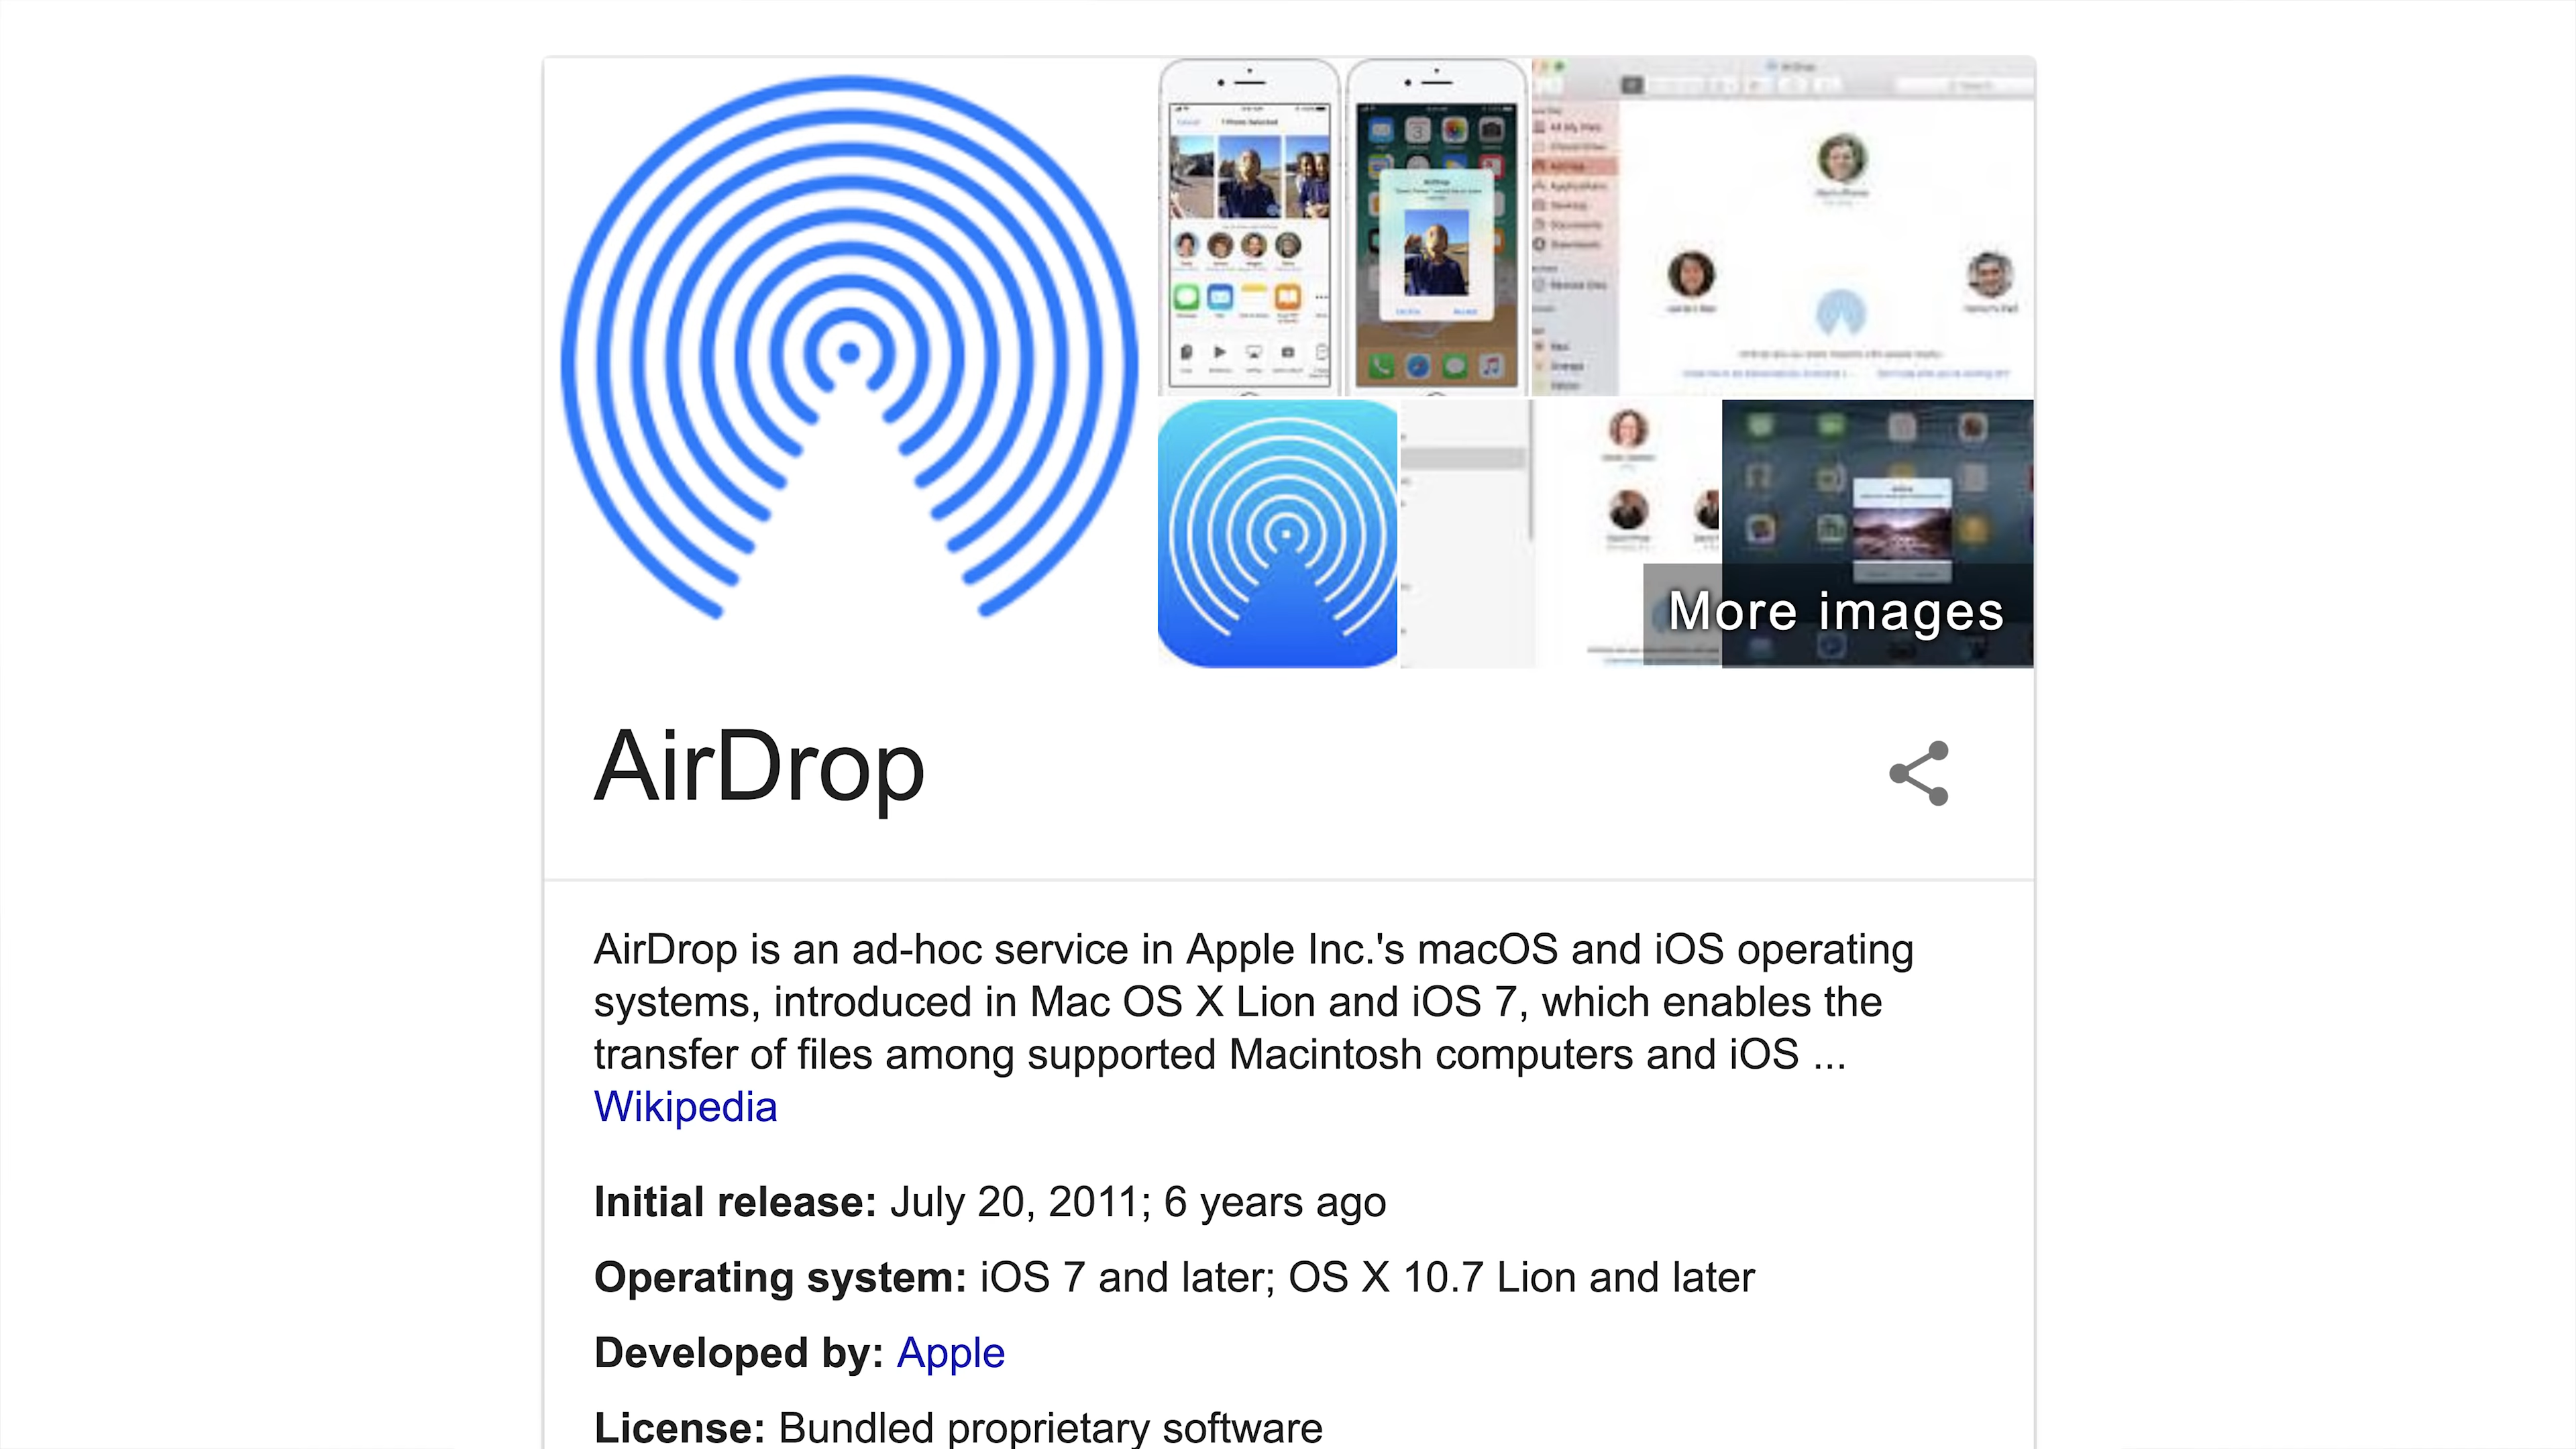 More images
AirDrop
AirDrop is an ad-hoc service in Apple Inc.'s macOS and iOS operating
systems, introduced in Mac OS X Lion and iOS 7, which enables the
transfer of files among supported Macintosh computers and iOS ...
Wikipedia
Initial release: July 20, 2011; 6 years ago
Operating system: iOS 7 and later; OS X 10.7 Lion and later
Developed by: Apple
License: Bundled proprietary software